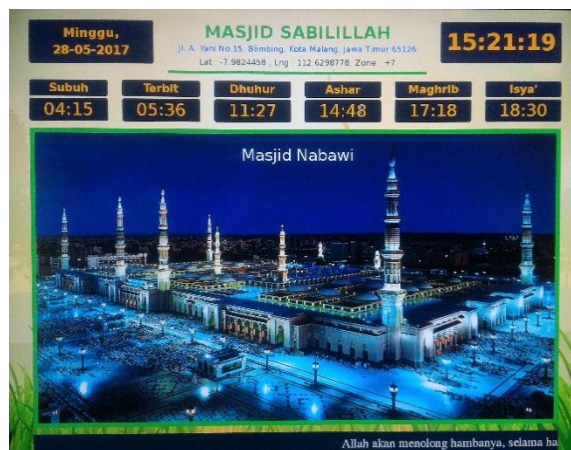 Minggu,
28-05-2017
MASJID SABILILLAH
Jl. A. Yani No.15, Blimbing, Kota Malang, Jawa Timur 65126
Lat : -7.9824458 , Lng : 112.6298778, Zone : +7
15:21:19
Subuh Terbit Dhuhur Ashar Maghrib Isya'
04:15 05:36 11:27 14:48 17:18 18:30
Masjid Nabawi
Allah akan menolong hambanya, selama ha